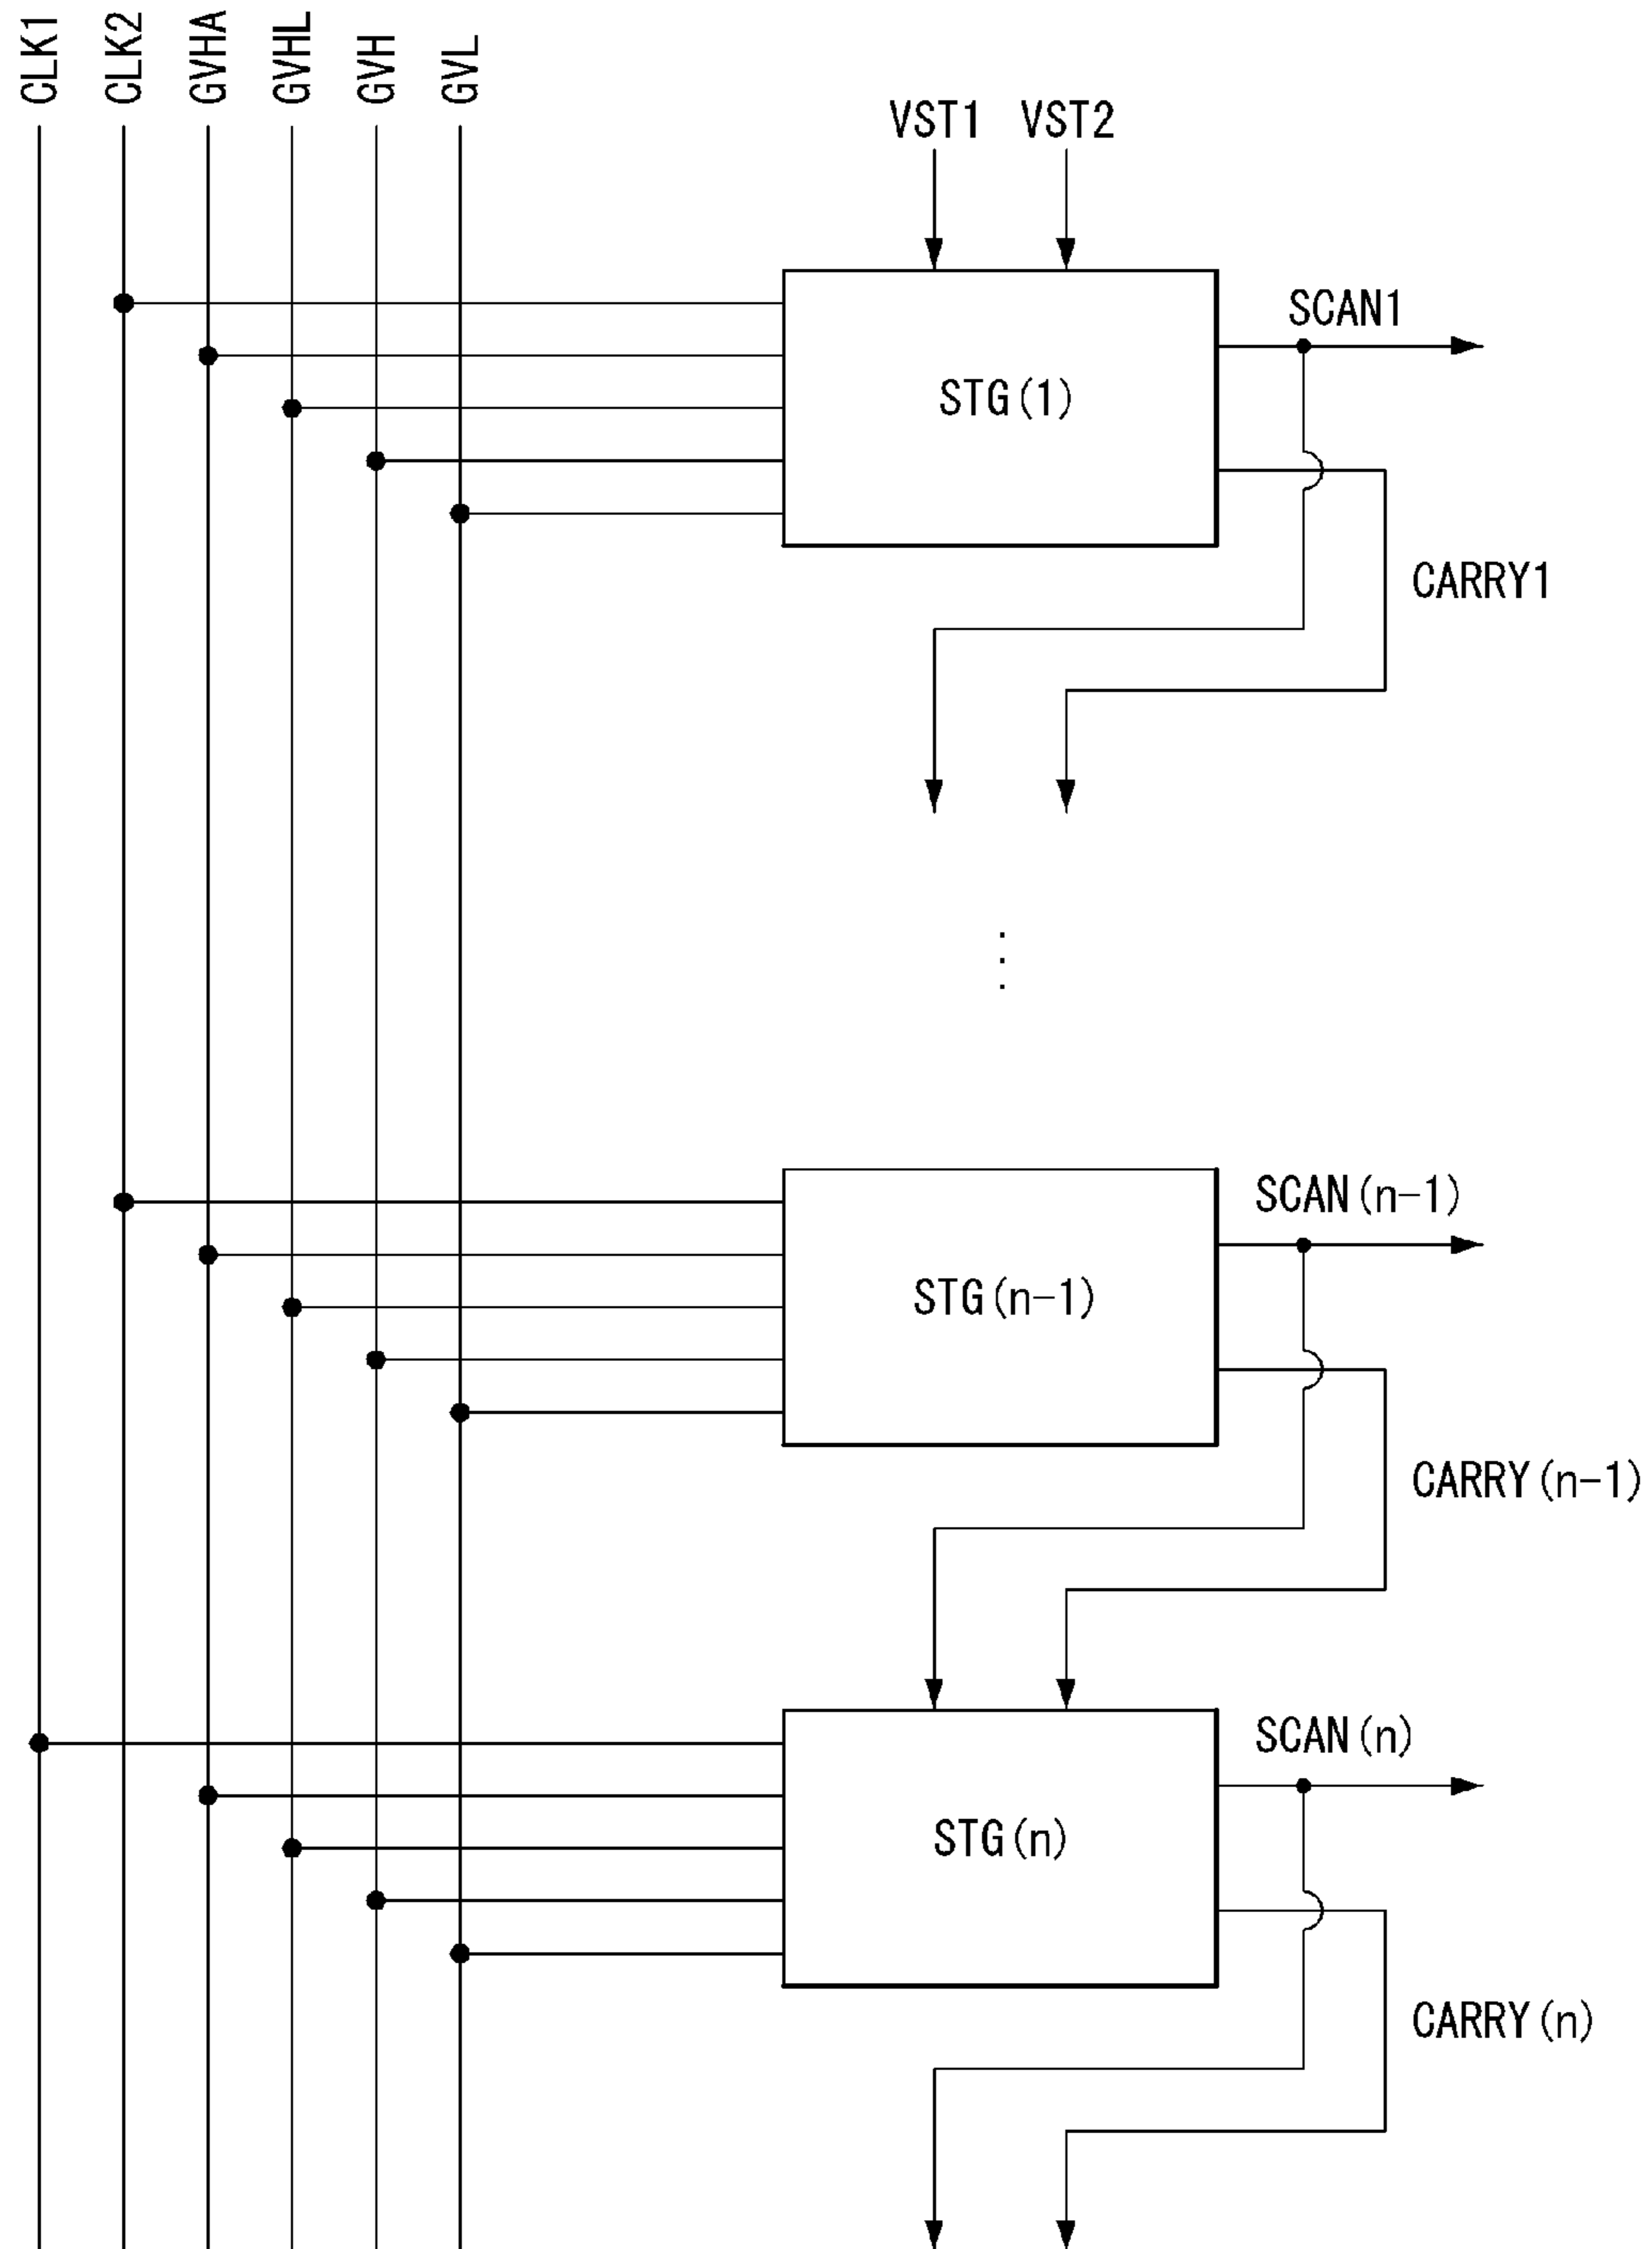 CLK1
CLK2
GVHA
GVHL
GVH
GVL
VST1 VST2
SCAN1
STG(1)
CARRY1
SCAN(n-1)
STG(n-1)
CARRY(n-1)
SCAN(n)
STG(n)
CARRY(n)